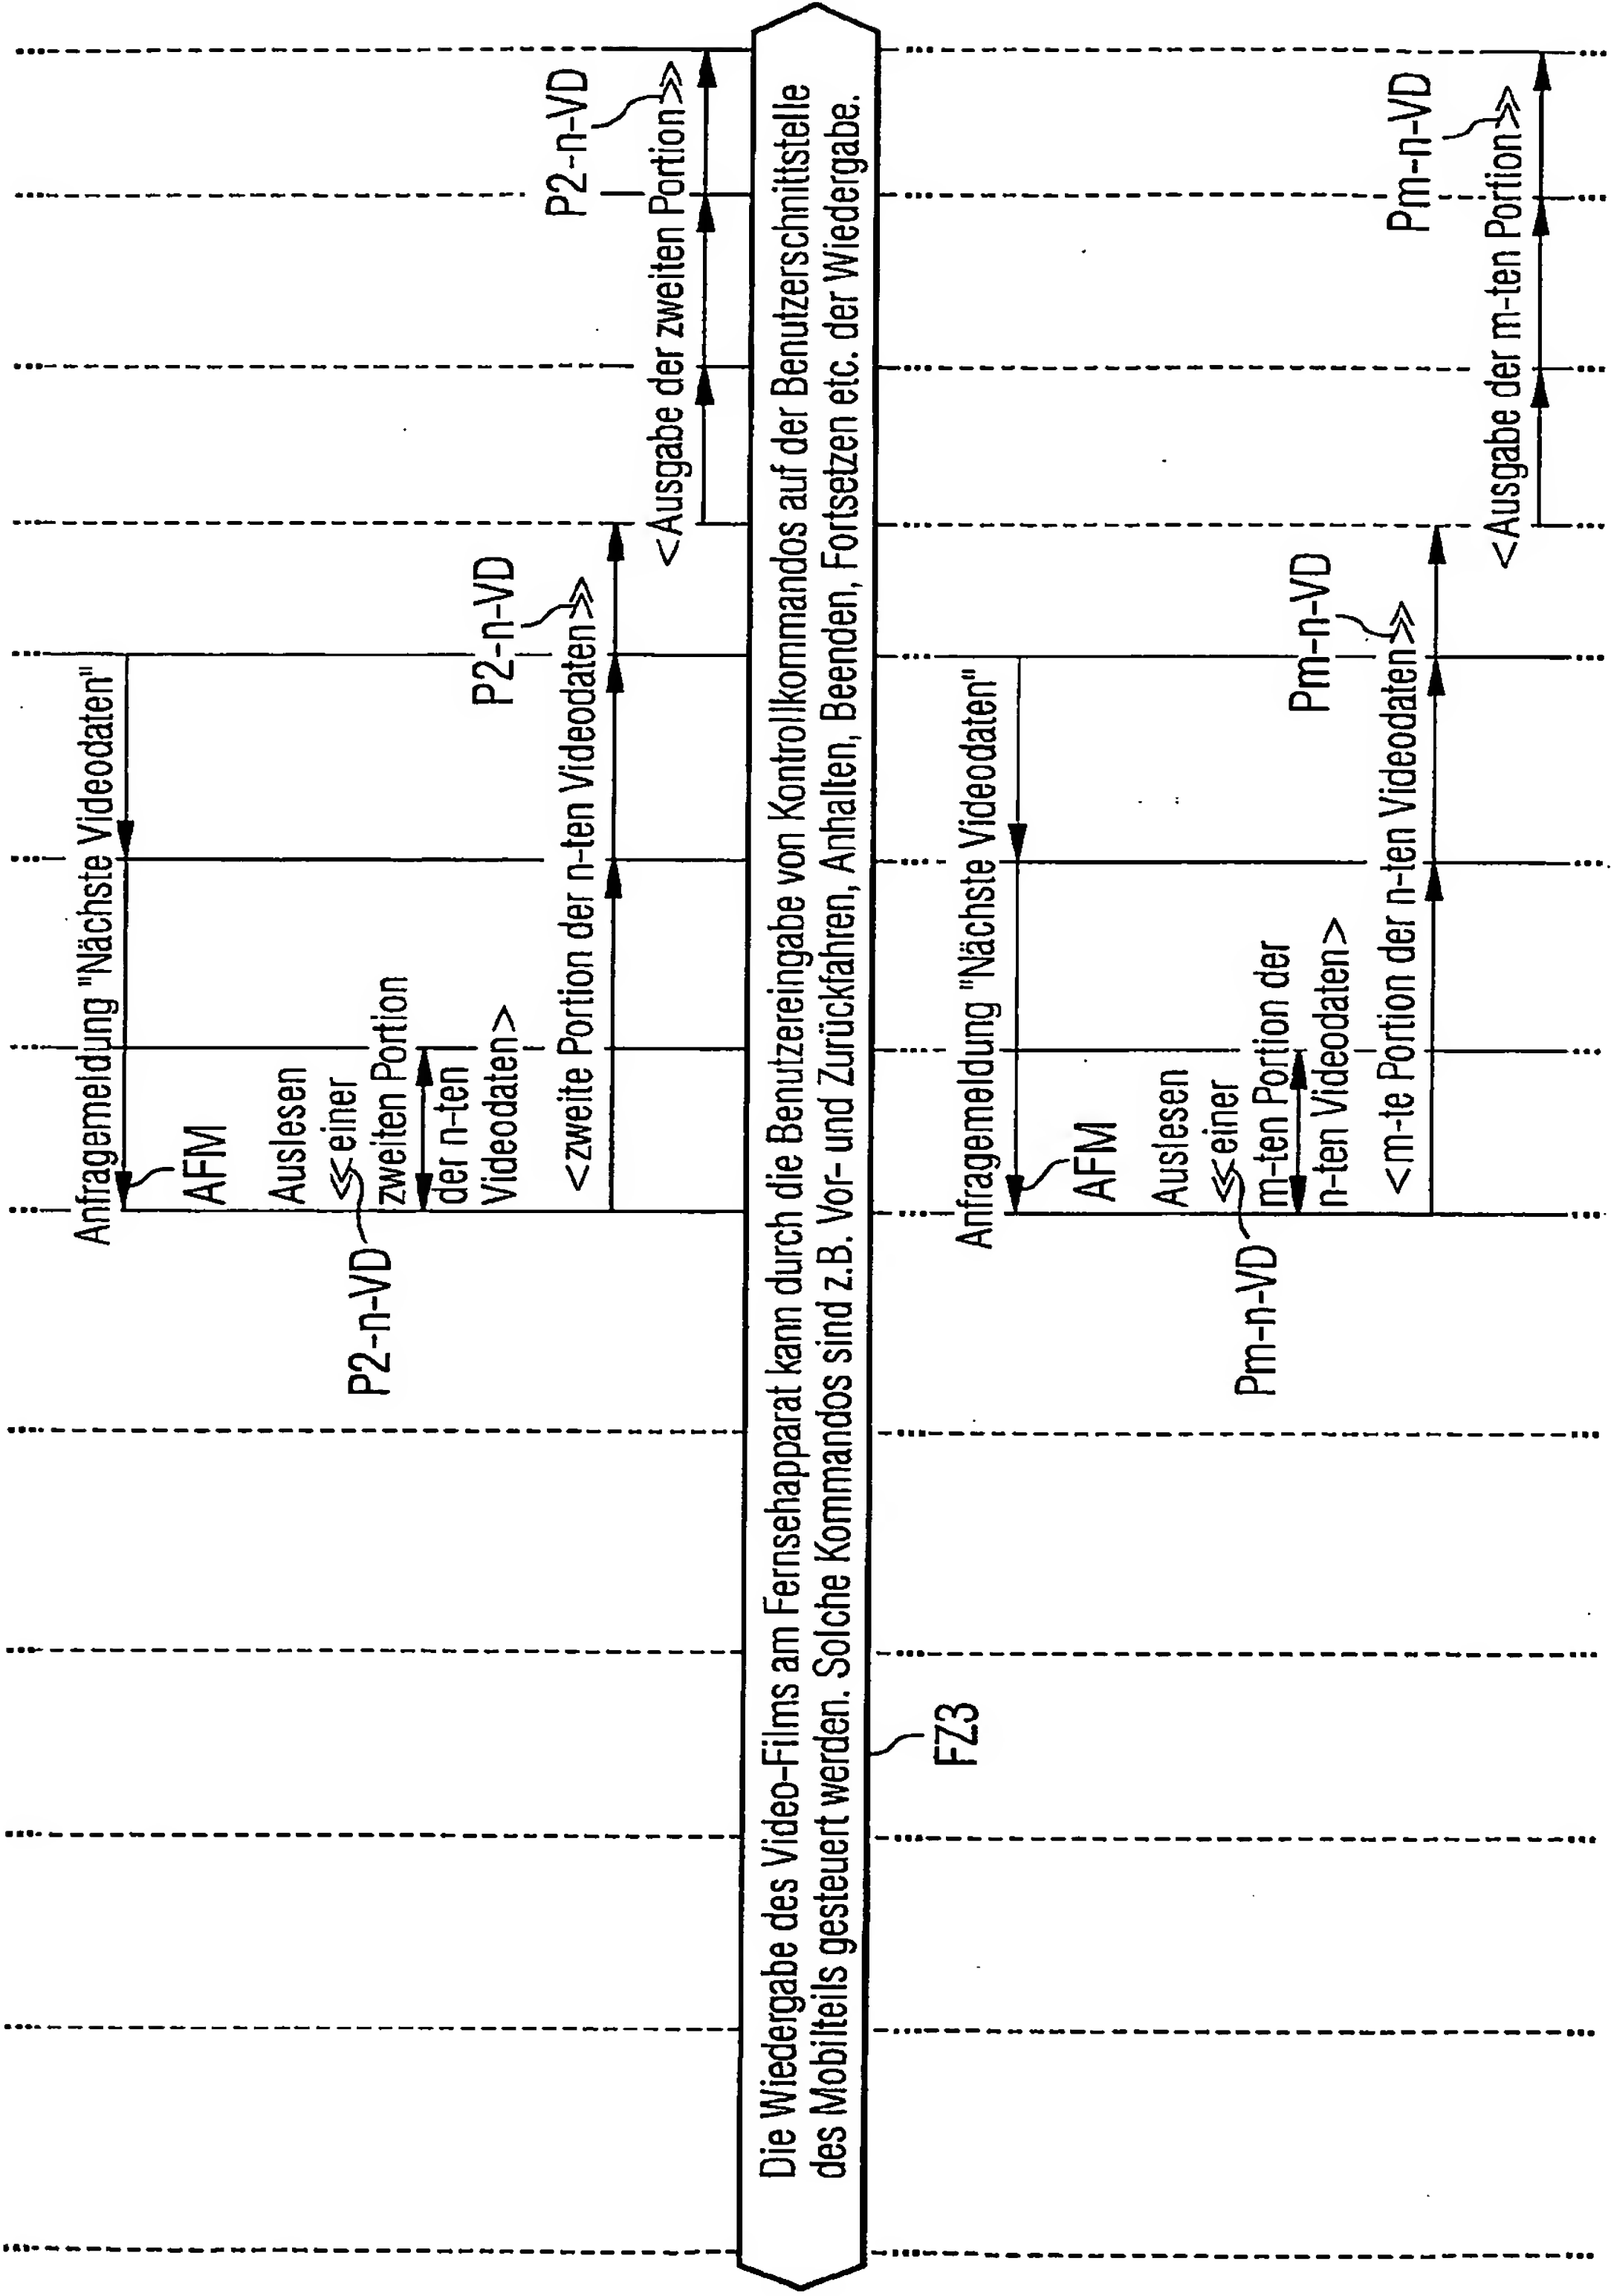 Anfragemeldung "Nächste Videodaten"
AFM
Auslesen
<<einer
zweiten Portion
der n-ten
Videodaten>
P2-n-VD
P2-n-VD
<zweite Portion der n-ten Videodaten>>
P2-n-VD
<Ausgabe der zweiten Portion>>
Die Wiedergabe des Video-Films am Fernsehapparat kann durch die Benutzereingabe von Kontrollkommandos auf der Benutzerschnittstelle
des Mobilteils gesteuert werden. Solche Kommandos sind z.B. Vor- und Zurückfahren, Anhalten, Beenden, Fortsetzen etc. der Wiedergabe.
FZ3
Anfragemeldung "Nächste Videodaten"
AFM
Auslesen
<<einer
m-ten Portion der
n-ten Videodaten>
Pm-n-VD
Pm-n-VD
<m-te Portion der n-ten Videodaten>>
Pm-n-VD
<Ausgabe der m-ten Portion>>